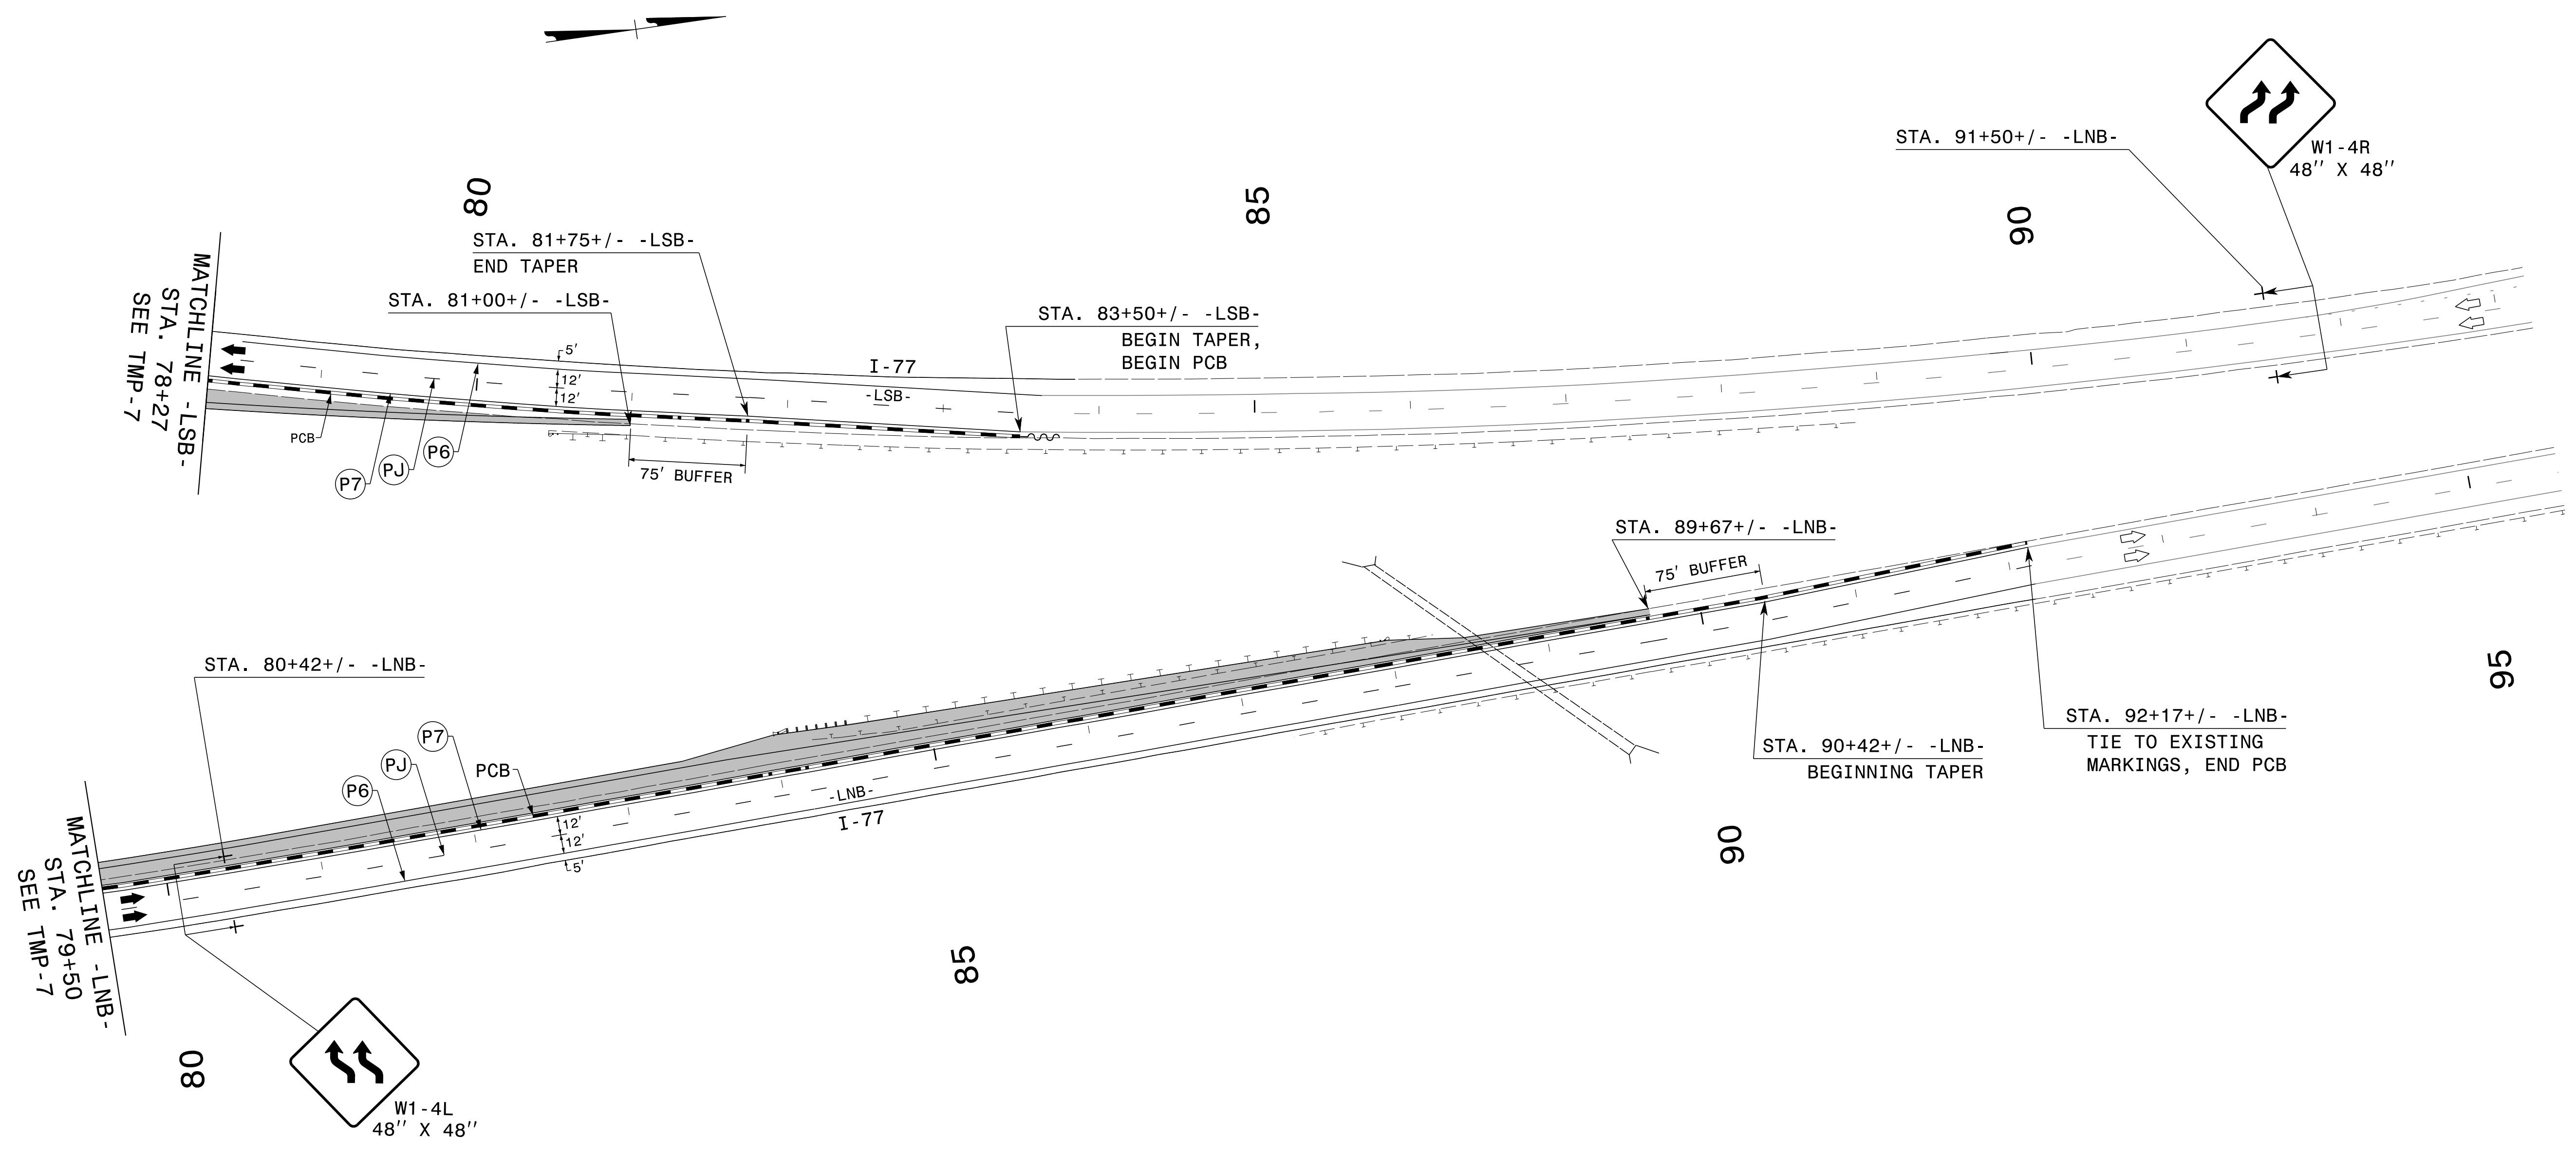 STA. 91+50+/- -LNB-
W1-4R
48'' X 48''
80
85
90
STA. 81+75+/- -LSB-
END TAPER
STA. 81+00+/- -LSB-
STA. 83+50+/- -LSB-
BEGIN TAPER,
BEGIN PCB
MATCHLINE -LSB-
STA. 78+27
SEE TMP-7
5'
12'
12'
I-77
-LSB-
PCB
P7
PJ
P6
75' BUFFER
STA. 89+67+/- -LNB-
75' BUFFER
STA. 80+42+/- -LNB-
P6
PJ
P7
PCB
12'
12'
5'
-LNB-
I-77
STA. 90+42+/- -LNB-
BEGINNING TAPER
STA. 92+17+/- -LNB-
TIE TO EXISTING
MARKINGS, END PCB
95
90
85
80
MATCHLINE -LNB-
STA. 79+50
SEE TMP-7
W1-4L
48'' X 48''